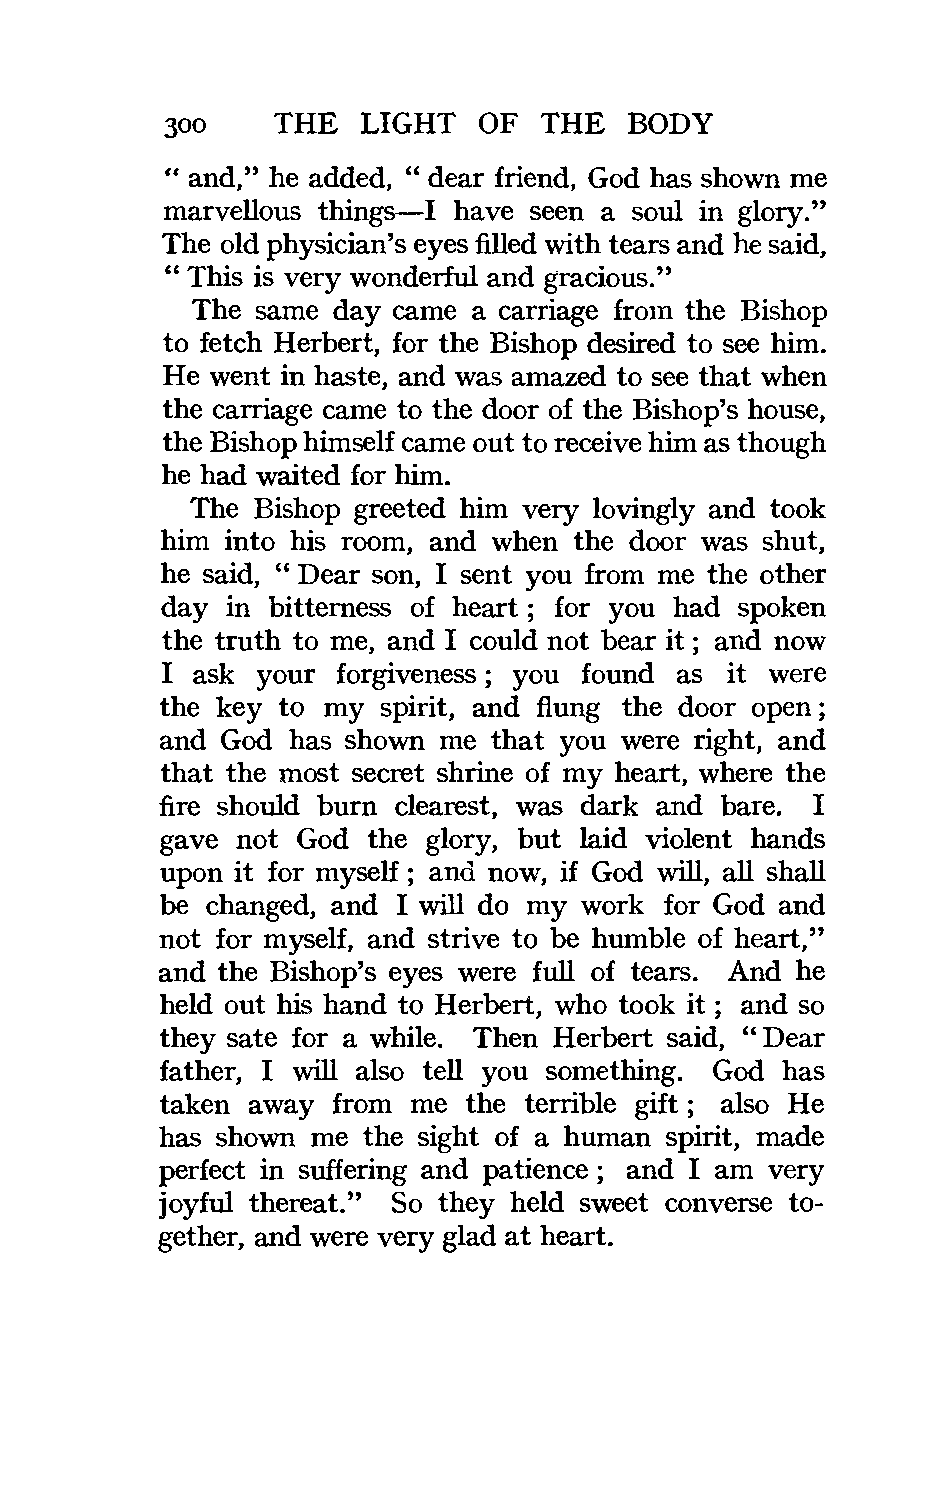 300 THE LIGHT OF THE BODY
“ and,” he added, “ dear friend, God has shown me
marvellous things—I have seen a soul in glory.”
The old physician’s eyes filled with tears and he said,
“ This is very wonderful and gracious.”
The same day came a carriage from the Bishop
to fetch Herbert, for the Bishop desired to see him.
He went in haste, and was amazed to see that when
the carriage came to the door of the Bishop’s house,
the Bishop himself came out to receive him as though
he had waited for him.
The Bishop greeted him very lovingly and took
him into his room, and when the door was shut,
he said, “ Dear son, I sent you from me the other
day in bitterness of heart ; for you had spoken
the truth to me, and I could not bear it ; and now
I ask your forgiveness ; you found as it were
the key to my spirit, and flung the door open ;
and God has shown me that you were right, and
that the most secret shrine of my heart, where the
fire should burn clearest, was dark and bare. I
gave not God the glory, but laid violent hands
upon it for myself ; and now, if God will, all shall
be changed, and I will do my work for God and
not for myself, and strive to be humble of heart,”
and the Bishop’s eyes were full of tears. And he
held out his hand to Herbert, who took it ; and so
they sate for a while. Then Herbert said, “ Dear
father, I will also tell you something. God has
taken away from me the terrible gift ; also He
has shown me the sight of a human spirit, made
perfect in suffering and patience ; and I am very
joyful thereat.” So they held sweet converse to-
gether, and were very glad at heart.